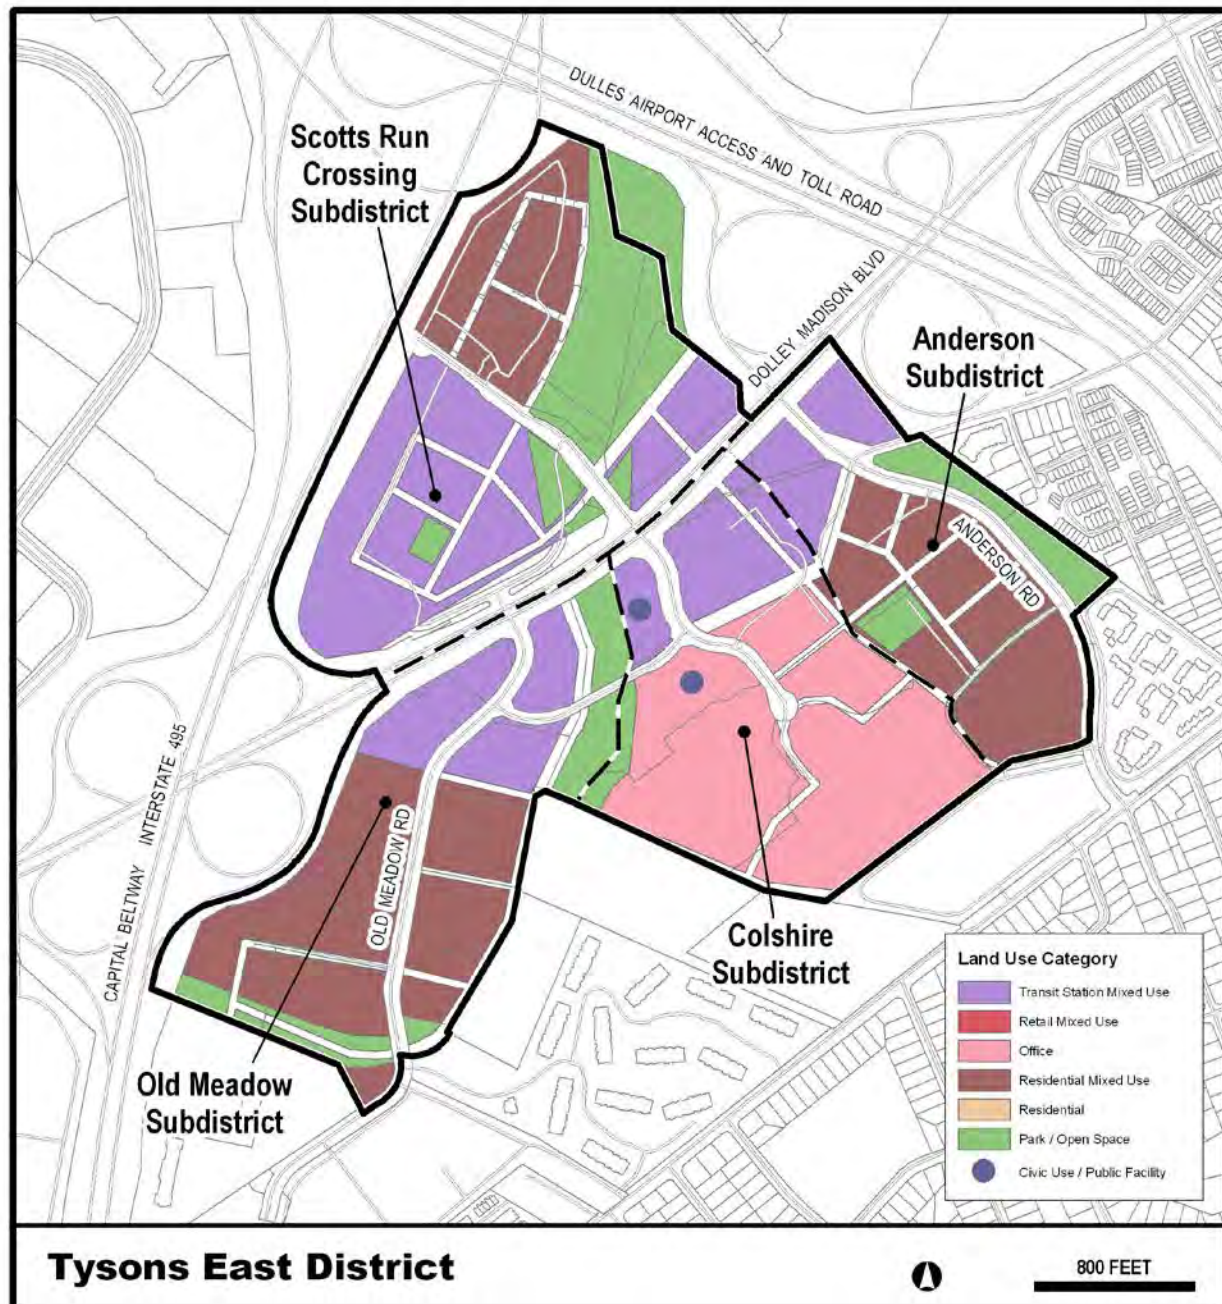 DULLES AIRPORT ACCESS AND TOLL ROAD
Scotts Run
Crossing
Subdistrict
DOLLEY MADISON BLVD
Anderson
Subdistrict
ANDERSON RD
CAPITAL BELTWAY INTERSTATE 495
OLD MEADOW RD
Colshire
Subdistrict
Old Meadow
Subdistrict
Land Use Category
Transit Station Mixed Use
Retail Mixed Use
Office
Residential Mixed Use
Residential
Park / Open Space
Civic Use / Public Facility
Tysons East District
800 FEET